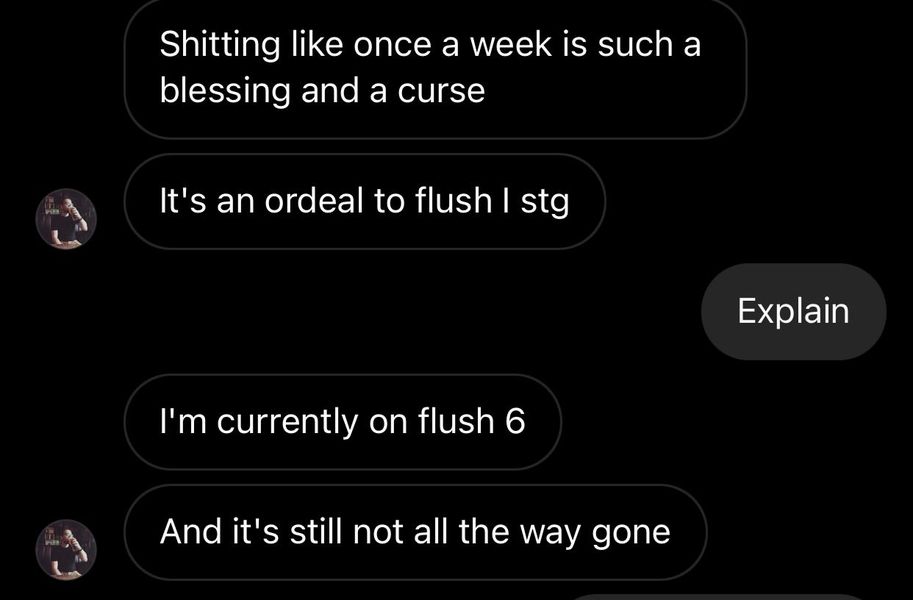 Shitting like once a week is such a
blessing and a curse
It's an ordeal to flush I stg
Explain
I'm currently on flush 6
And it's still not all the way gone